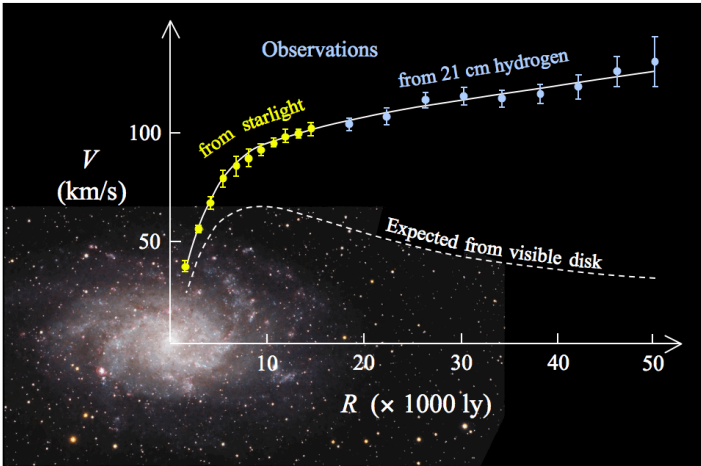 Observations
from 21 cm hydrogen
from starlight
100
V
(km/s)
50
Expected from visible disk
10
20
30
40
50
R (× 1000 ly)